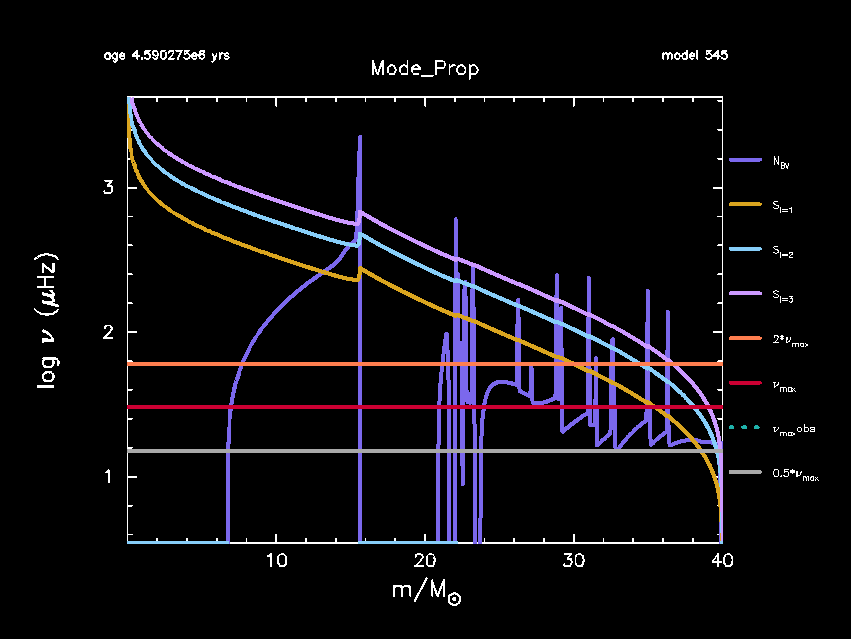 age 4.590275e6 yrs
model 545
Mode_Prop
log ν (μHz)
3
2
1
10
20
30
40
m/M⊙
N_BV
S_l=1
S_l=2
S_l=3
2*ν_max
ν_max
ν_max obs
0.5*ν_max